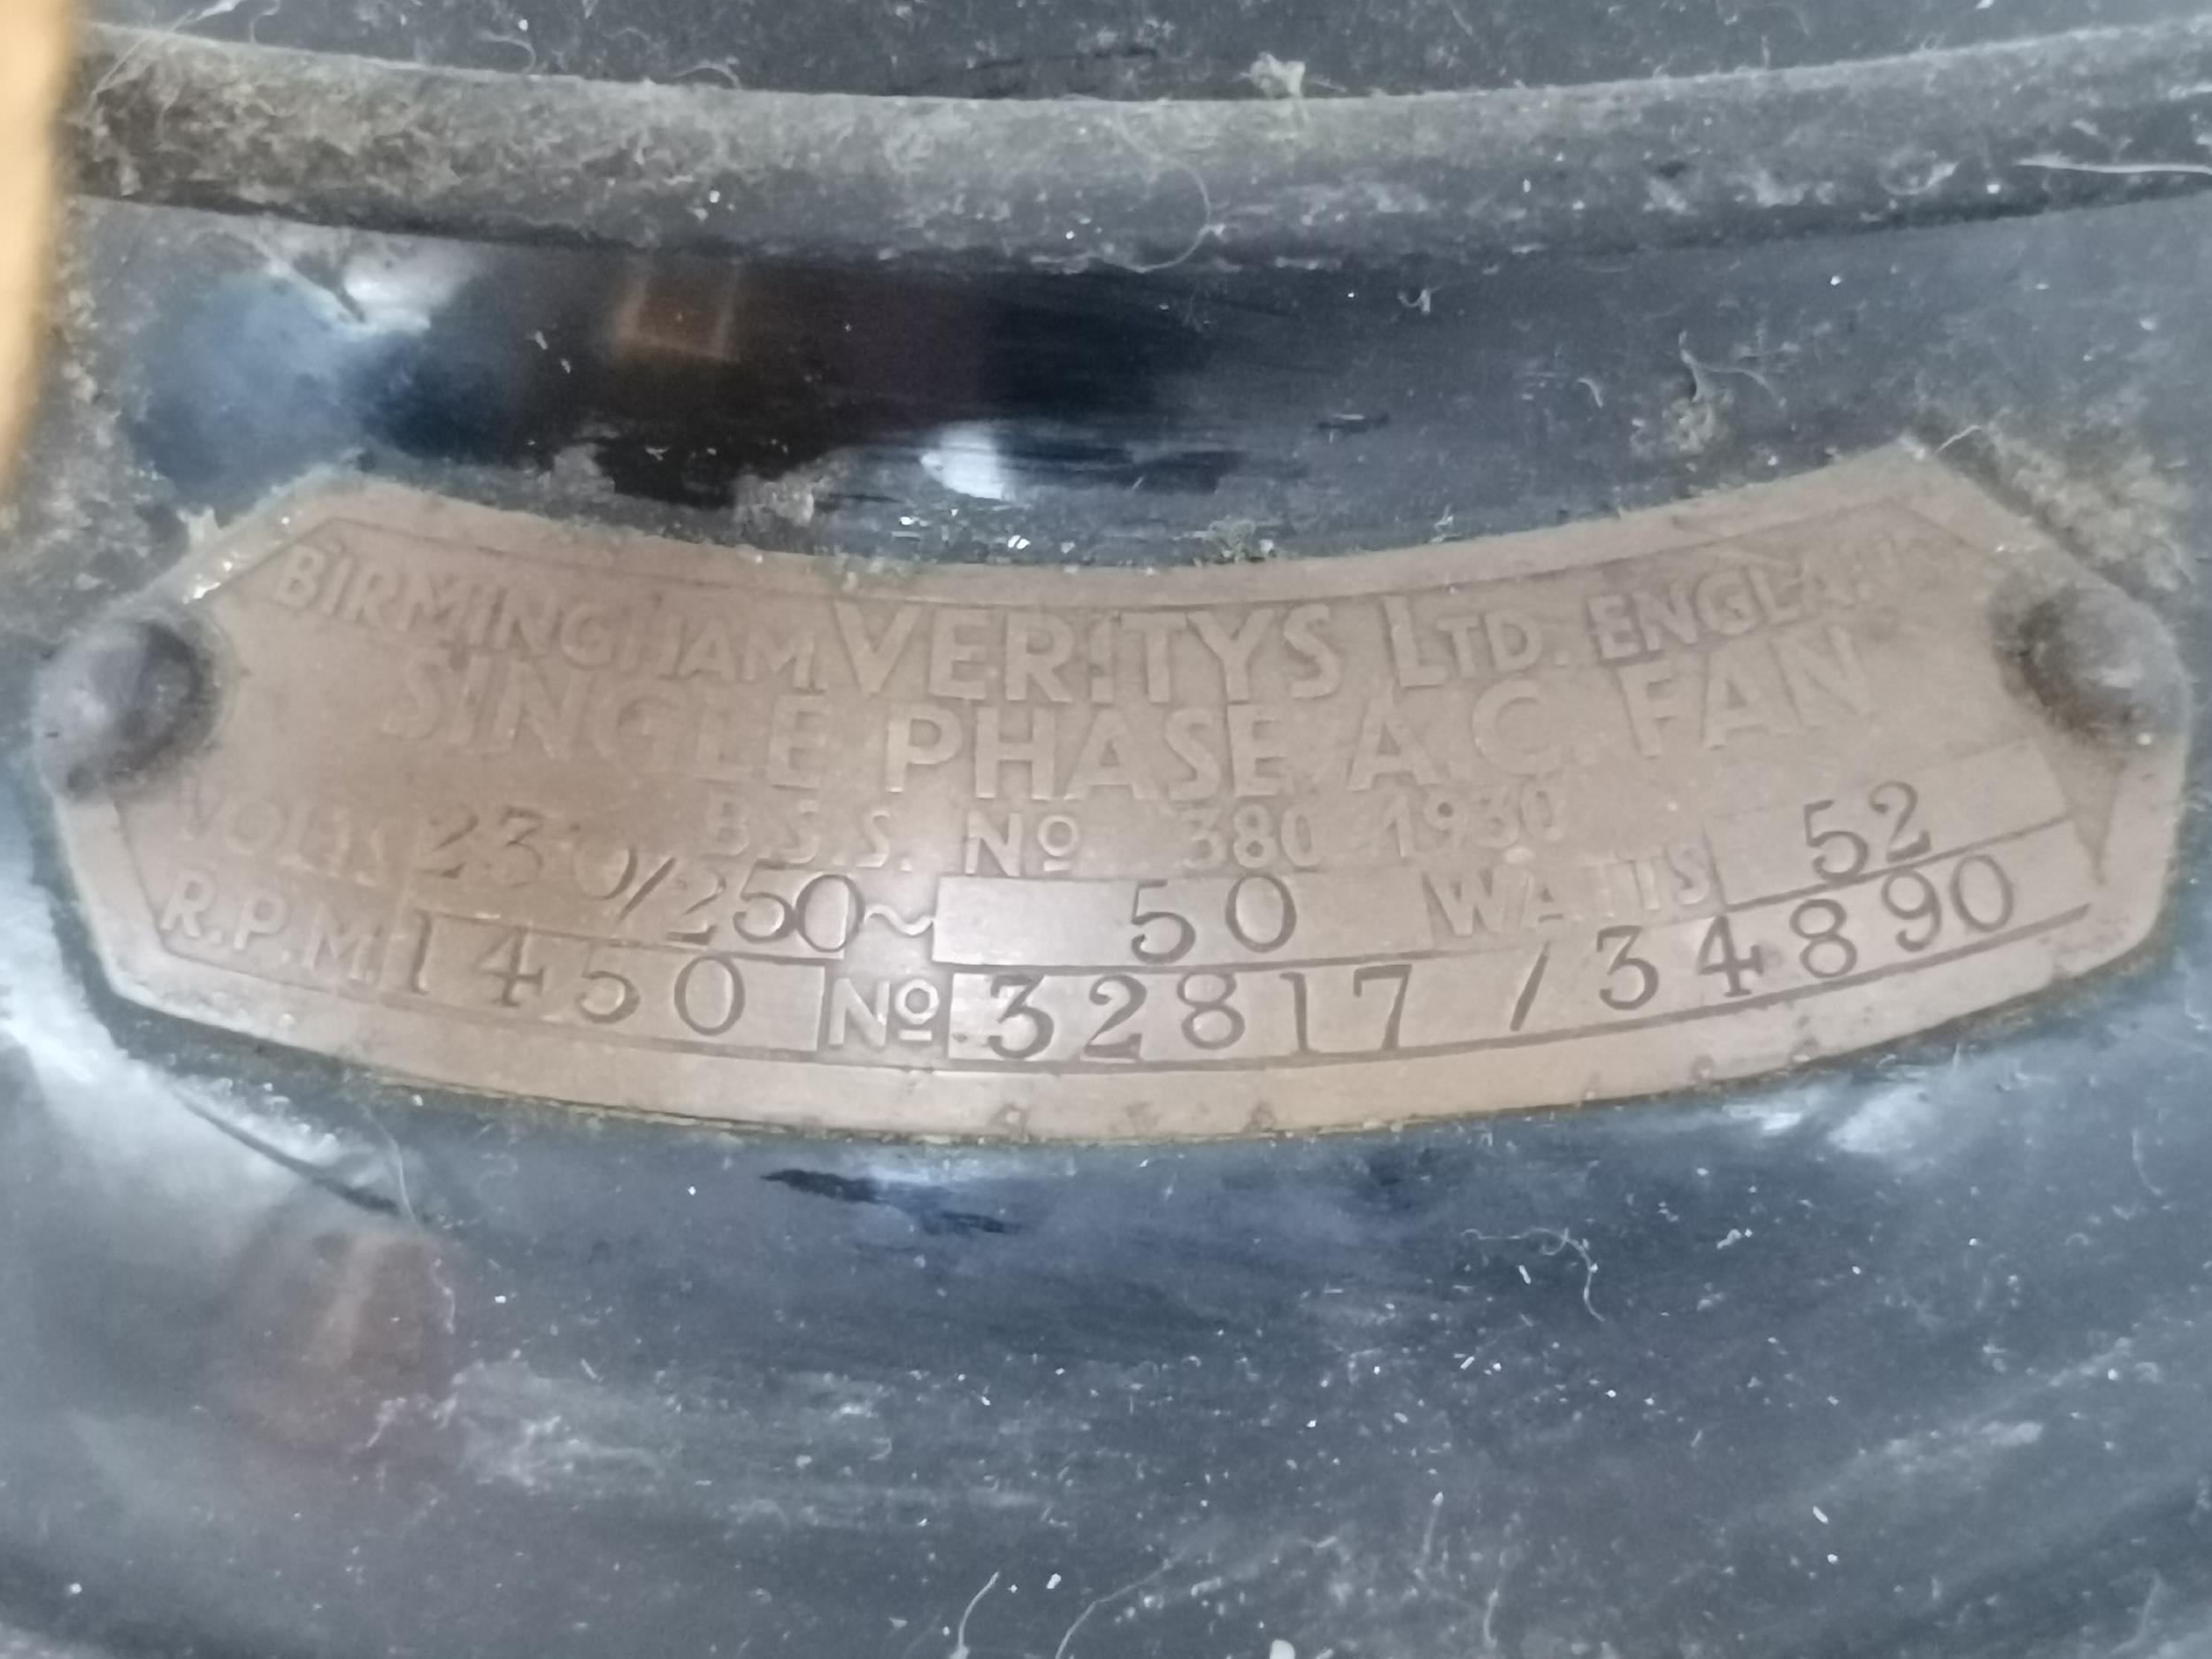 BIRMINGHAM VERITYS LTD. ENGLAND
SINGLE PHASE A.C. FAN
B.S.S. Nº 380 1930
VOLTS 230/250 ~ 50 WATTS 52
R.P.M. 1450 Nº 32817 / 34890